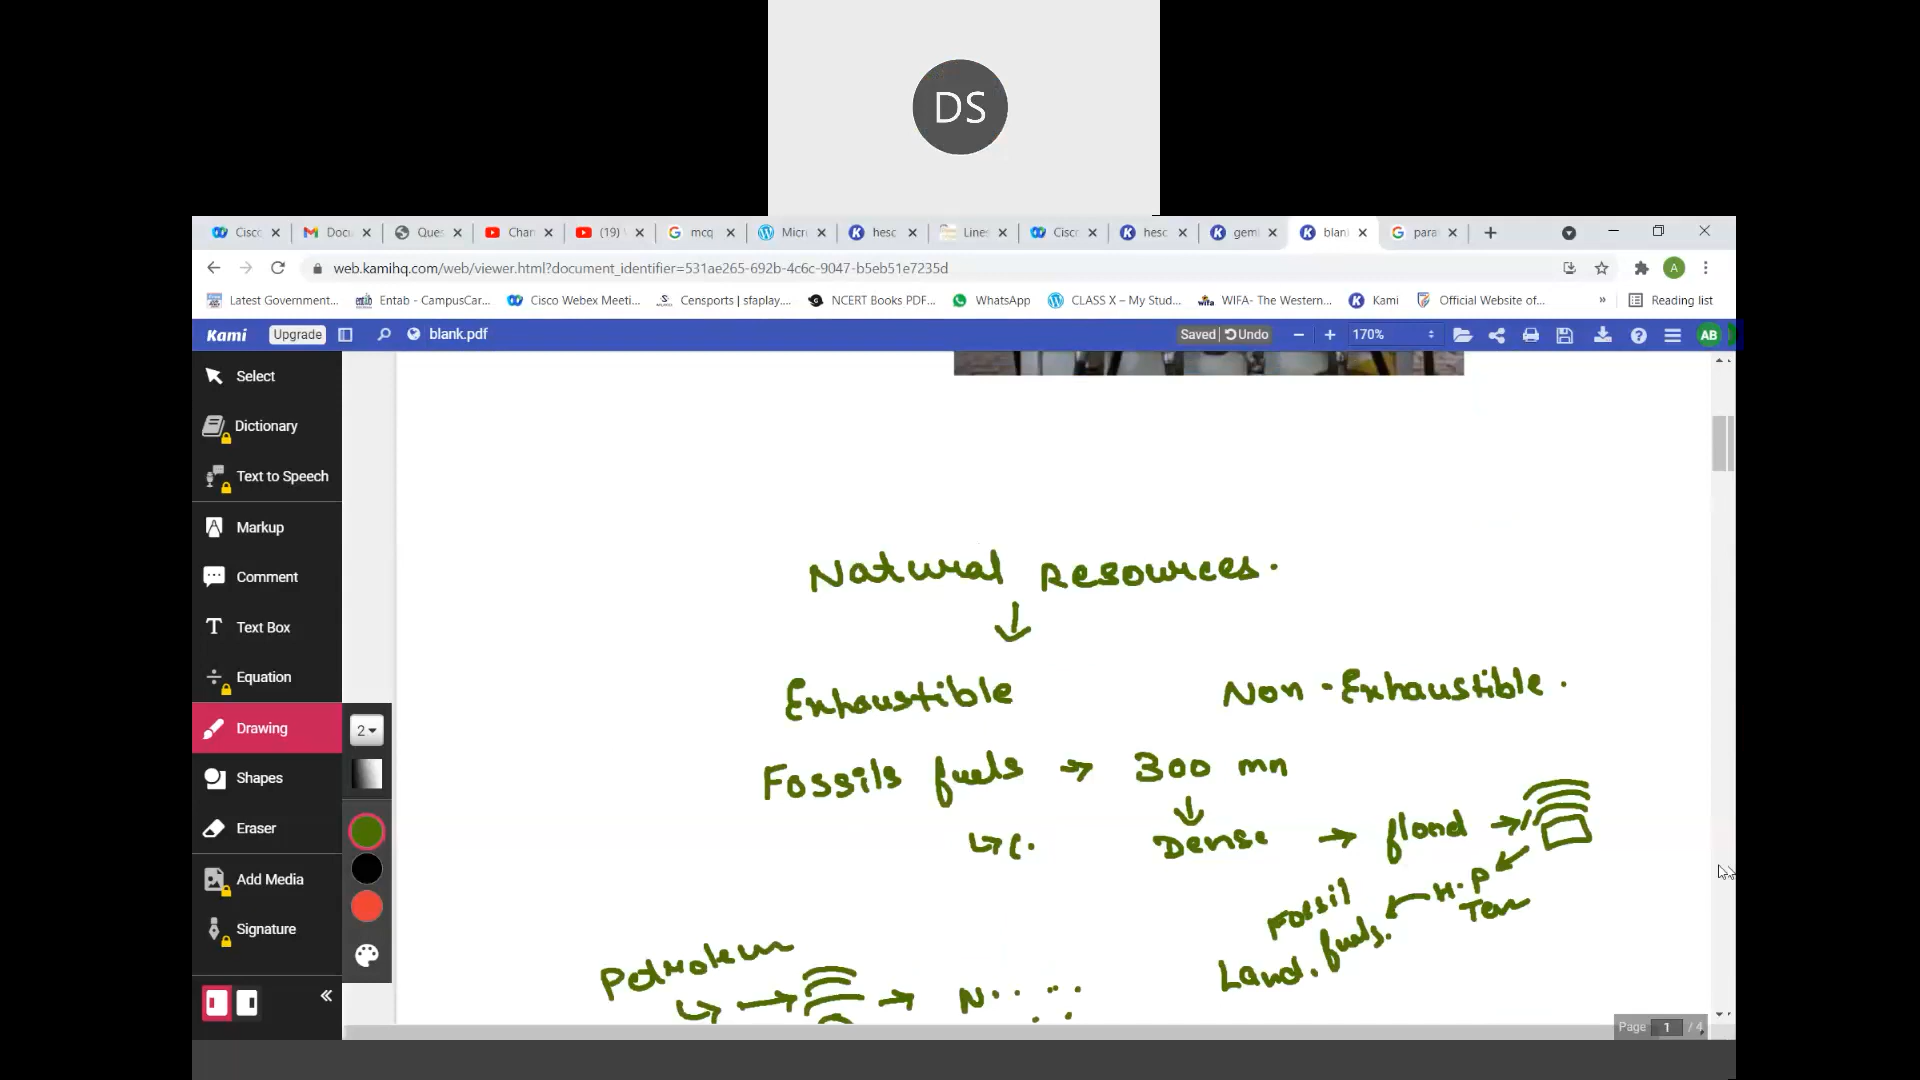 DS
Cisco Docu Ques Chan (19) mcq Micr hesc Lines Cisco hesc gem blan para
web.kamihq.com/web/viewer.html?document_identifier=531ae265-692b-4c6c-9047-b5eb51e7235d A
Latest Government... Entab - CampusCar... Cisco Webex Meeti... Censports | sfaplay.... NCERT Books PDF... WhatsApp CLASS X – My Stud... WIFA- The Western... Kami Official Website of... » Reading list
Kami Upgrade blank.pdf Saved Undo 170% AB
Select
Dictionary
Text to Speech
Markup
Comment
Text Box
Equation
Drawing 2
Shapes
Eraser
Add Media
Signature
Natural Resources.
Exhaustible Non-Exhaustible.
Fossils fuels → 300 mn
Dense → flood →
H.P
Tem
Fossil
fuels.
Land.
Petroleum
→ N.
Page 1 / 4